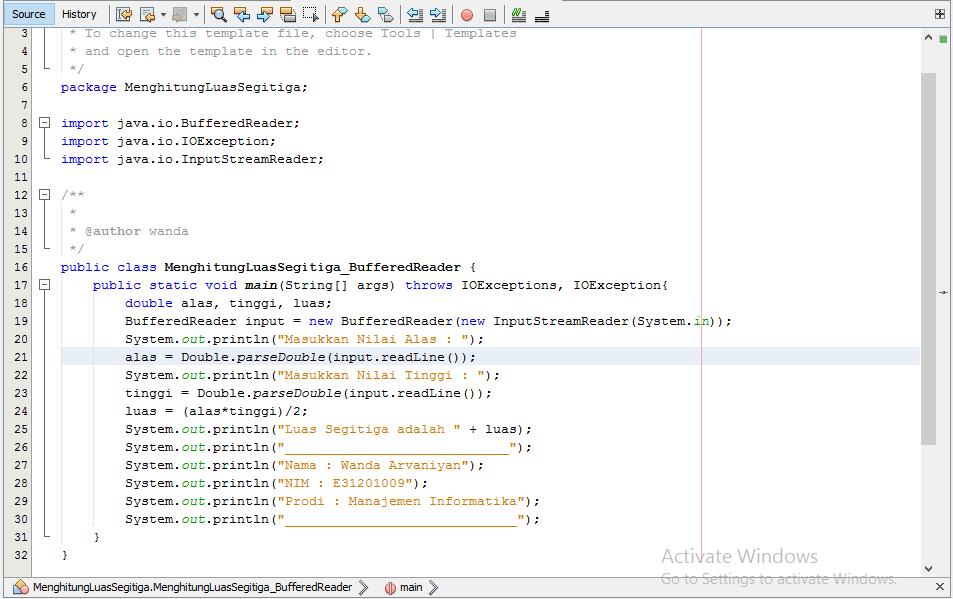 Source History
3 * To change this template file, choose Tools | Templates
4 * and open the template in the editor.
5 */
6 package MenghitungLuasSegitiga;
7
8 import java.io.BufferedReader;
9 import java.io.IOException;
10 import java.io.InputStreamReader;
11
12 /**
13 *
14 * @author wanda
15 */
16 public class MenghitungLuasSegitiga_BufferedReader {
17 public static void main(String[] args) throws IOExceptions, IOException{
18 double alas, tinggi, luas;
19 BufferedReader input = new BufferedReader(new InputStreamReader(System.in));
20 System.out.println("Masukkan Nilai Alas : ");
21 alas = Double.parseDouble(input.readLine());
22 System.out.println("Masukkan Nilai Tinggi : ");
23 tinggi = Double.parseDouble(input.readLine());
24 luas = (alas*tinggi)/2;
25 System.out.println("Luas Segitiga adalah " + luas);
26 System.out.println("____________________________");
27 System.out.println("Nama : Wanda Arvaniyan");
28 System.out.println("NIM : E31201009");
29 System.out.println("Prodi : Manajemen Informatika");
30 System.out.println("_____________________________");
31 }
32 }
Activate Windows
Go to Settings to activate Windows.
MenghitungLuasSegitiga.MenghitungLuasSegitiga_BufferedReader main